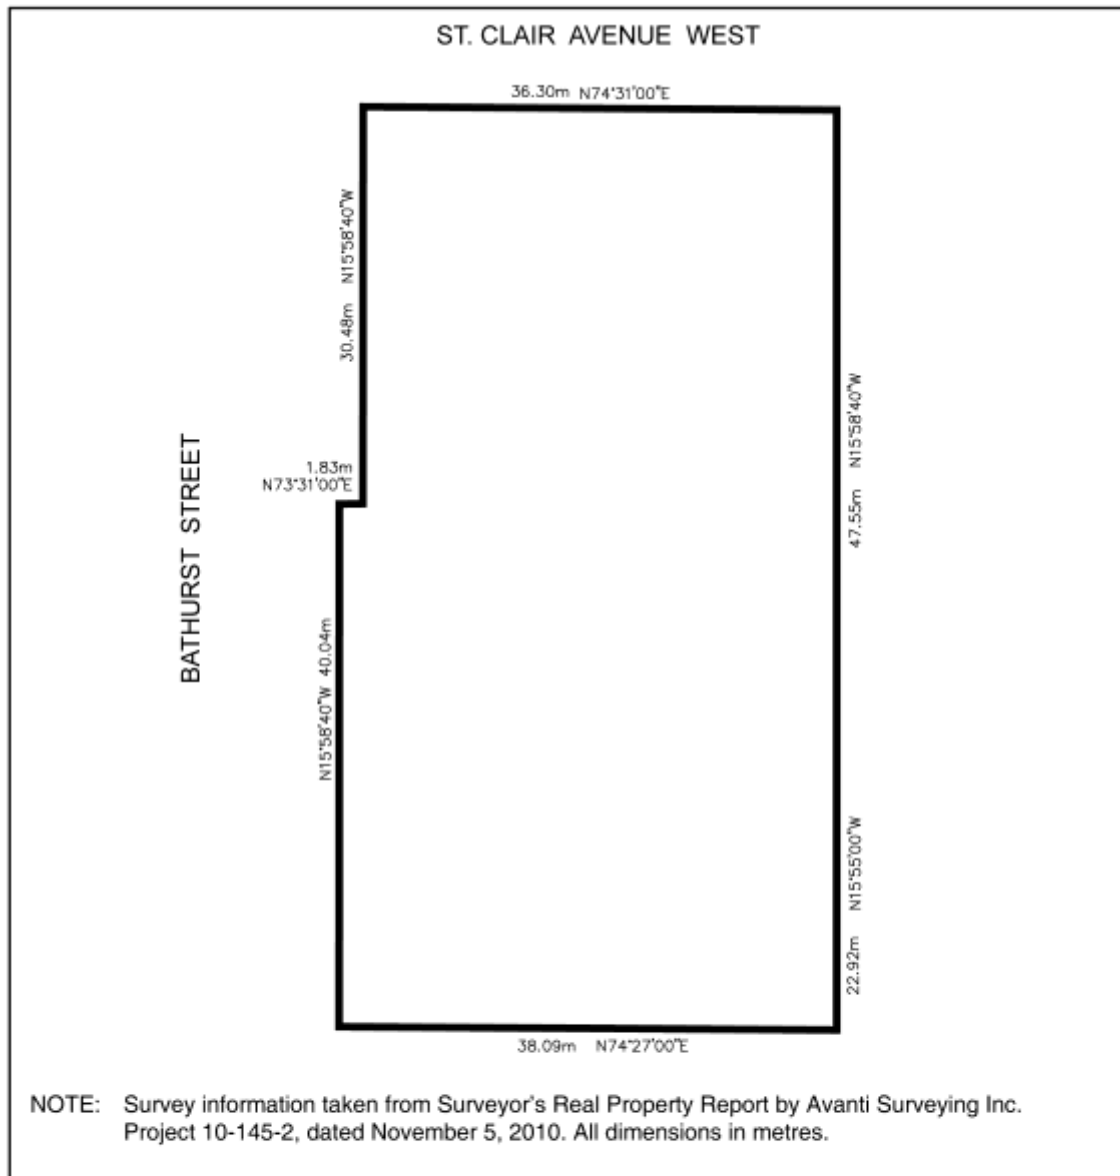 ST. CLAIR AVENUE WEST
36.30m N74°31'00"E
30.48m N15°58'40"W
1.83m
N73°31'00"E
BATHURST STREET
47.55m N15°58'40"W
N15°58'40"W 40.04m
22.92m N15°55'00"W
38.09m N74°27'00"E
NOTE: Survey information taken from Surveyor's Real Property Report by Avanti Surveying Inc.
Project 10-145-2, dated November 5, 2010. All dimensions in metres.